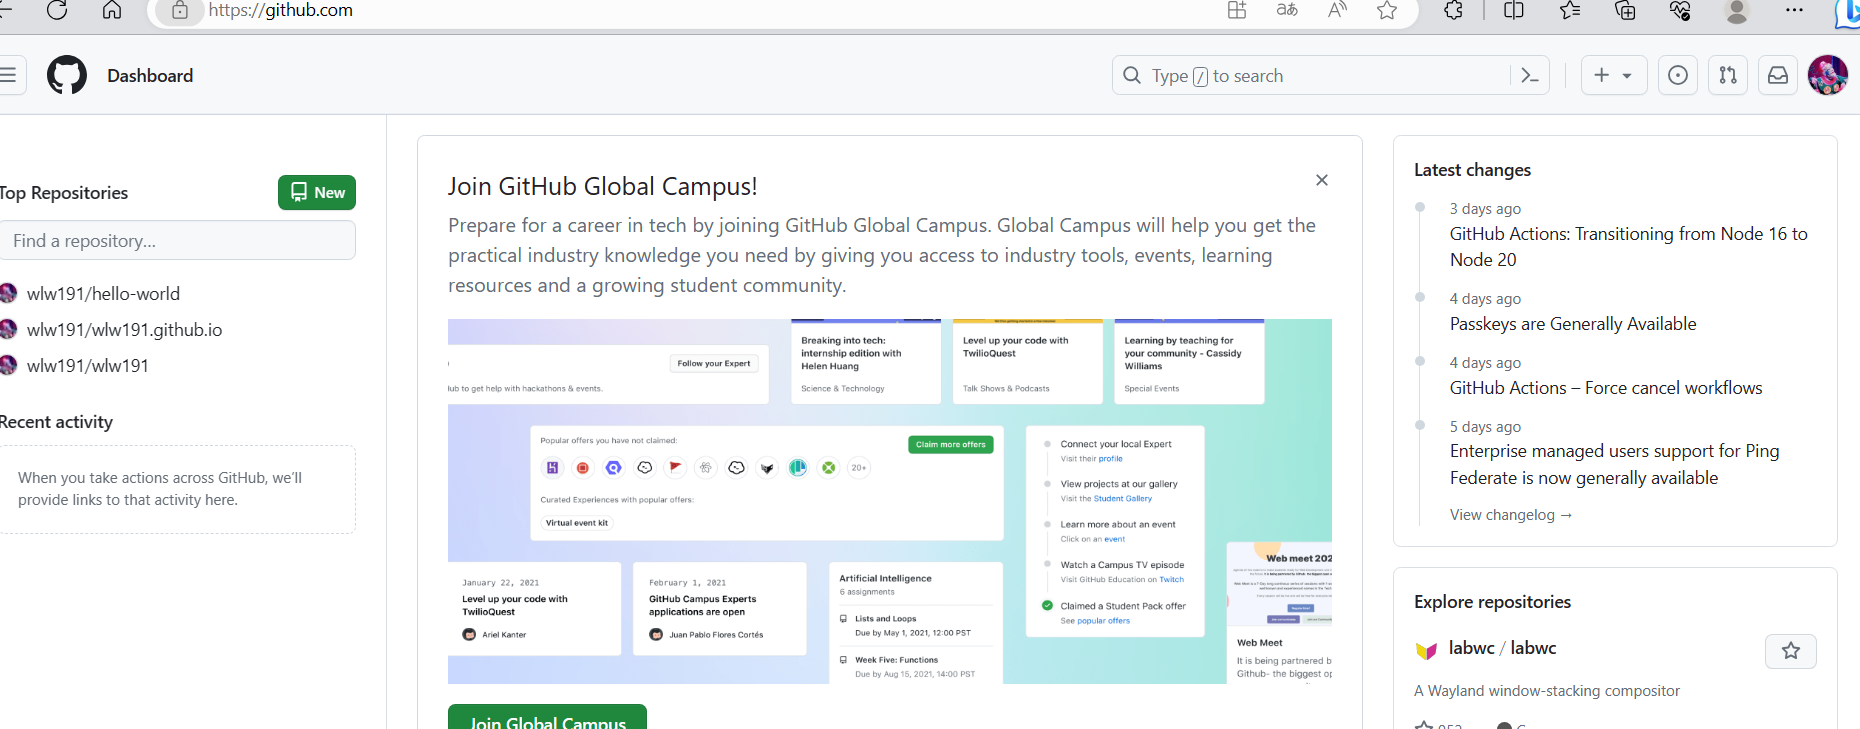 https://github.com
Dashboard
Type / to search
Top Repositories
New
Find a repository...
wlw191/hello-world
wlw191/wlw191.github.io
wlw191/wlw191
Recent activity
When you take actions across GitHub, we'll
provide links to that activity here.
Join GitHub Global Campus!
Prepare for a career in tech by joining GitHub Global Campus. Global Campus will help you get the
practical industry knowledge you need by giving you access to industry tools, events, learning
resources and a growing student community.
Follow your Expert
to get help with hackathons & events.
Breaking into tech:
internship edition with
Helen Huang
Science & Technology
Level up your code with
TwilioQuest
Talk Shows & Podcasts
Learning by teaching for
your community - Cassidy
Williams
Special Events
Popular offers you have not claimed:
Claim more offers
20+
Curated Experiences with popular offers:
Virtual event kit
Connect your local Expert
Visit their profile
View projects at our gallery
Visit the Student Gallery
Learn more about an event
Click on an event
Watch a Campus TV episode
Visit GitHub Education on Twitch
Claimed a Student Pack offer
See popular offers
January 22, 2021
Level up your code with
TwilioQuest
Ariel Kanter
February 1, 2021
GitHub Campus Experts
applications are open
Juan Pablo Flores Cortés
Artificial Intelligence
6 assignments
Lists and Loops
Due by May 1, 2021, 12:00 PST
Week Five: Functions
Due by Aug 15, 2021, 14:00 PST
Web meet 202
Web Meet
It is being partnered b
Github- the biggest op
Join Global Campus
Latest changes
3 days ago
GitHub Actions: Transitioning from Node 16 to
Node 20
4 days ago
Passkeys are Generally Available
4 days ago
GitHub Actions – Force cancel workflows
5 days ago
Enterprise managed users support for Ping
Federate is now generally available
View changelog →
Explore repositories
labwc / labwc
A Wayland window-stacking compositor